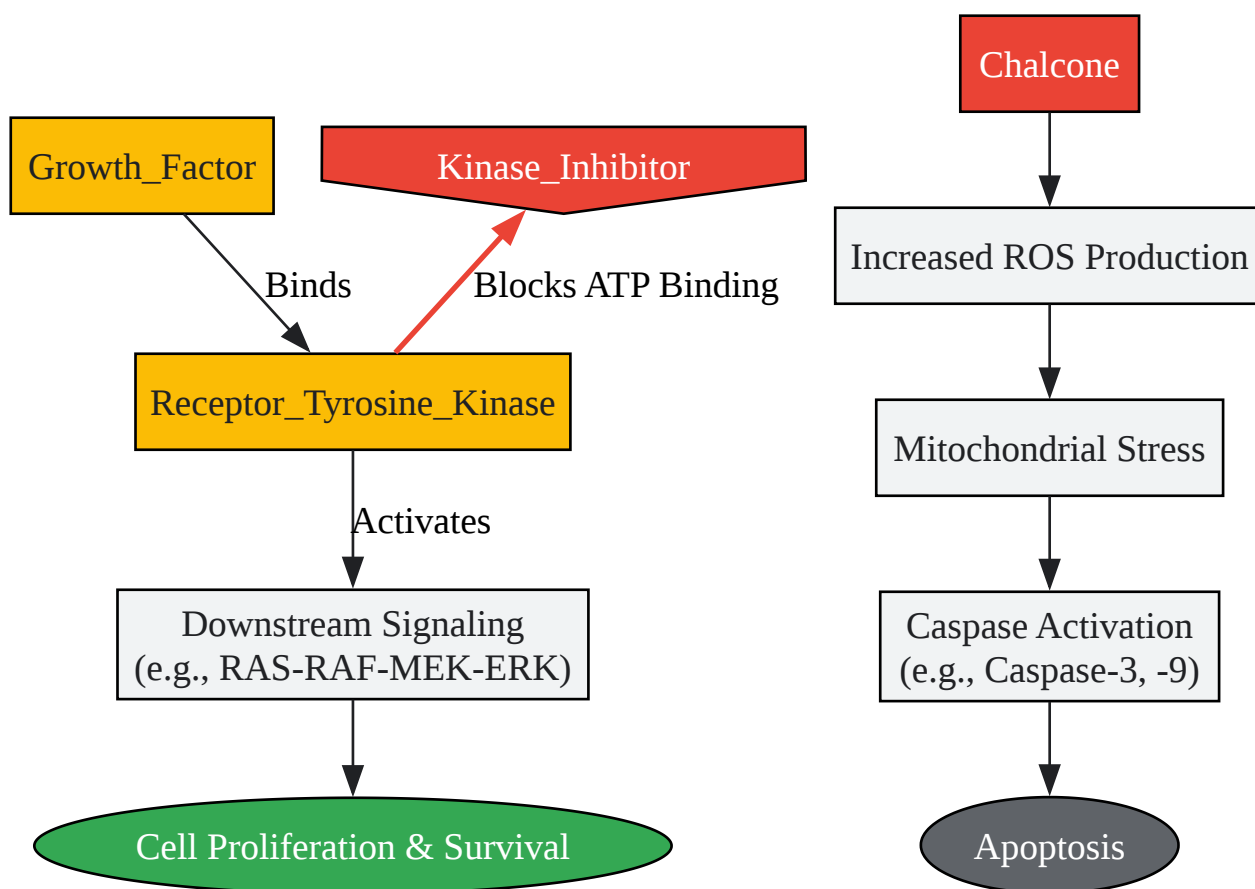 Growth_Factor
Kinase_Inhibitor
Binds
Blocks ATP Binding
Receptor_Tyrosine_Kinase
Activates
Downstream Signaling
(e.g., RAS-RAF-MEK-ERK)
Cell Proliferation & Survival
Chalcone
Increased ROS Production
Mitochondrial Stress
Caspase Activation
(e.g., Caspase-3, -9)
Apoptosis